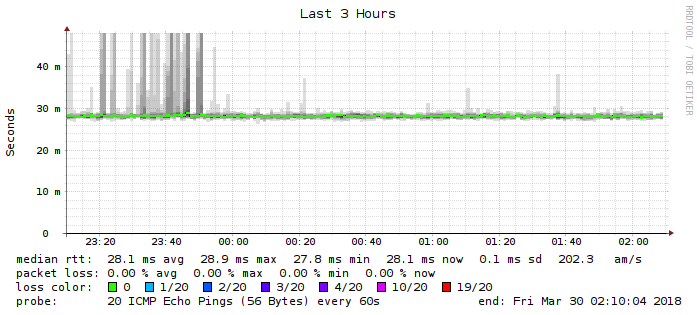 Last 3 Hours
RRDTOOL / TOBI OETIKER
Seconds
40 m
30 m
20 m
10 m
0
23:20 23:40 00:00 00:20 00:40 01:00 01:20 01:40 02:00
median rtt: 28.1 ms avg 28.9 ms max 27.8 ms min 28.1 ms now 0.1 ms sd 202.3 am/s
packet loss: 0.00 % avg 0.00 % max 0.00 % min 0.00 % now
loss color: 0 1/20 2/20 3/20 4/20 10/20 19/20
probe: 20 ICMP Echo Pings (56 Bytes) every 60s end: Fri Mar 30 02:10:04 2018